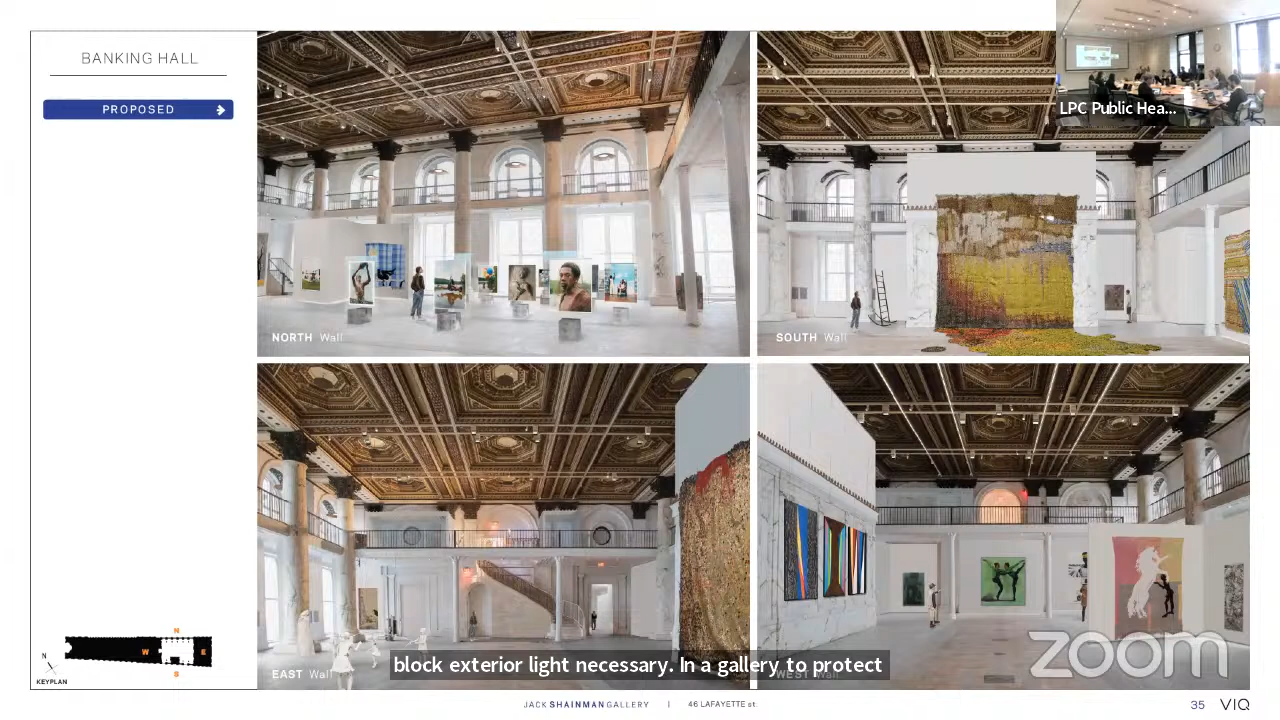 BANKING HALL
PROPOSED
NORTH Wall
SOUTH Wall
LPC Public Hea...
EAST Wall
WEST Wall
block exterior light necessary. In a gallery to protect
zoom
N
N
W
E
S
KEYPLAN
JACK SHAINMAN GALLERY | 46 LAFAYETTE st.
35 VIQ